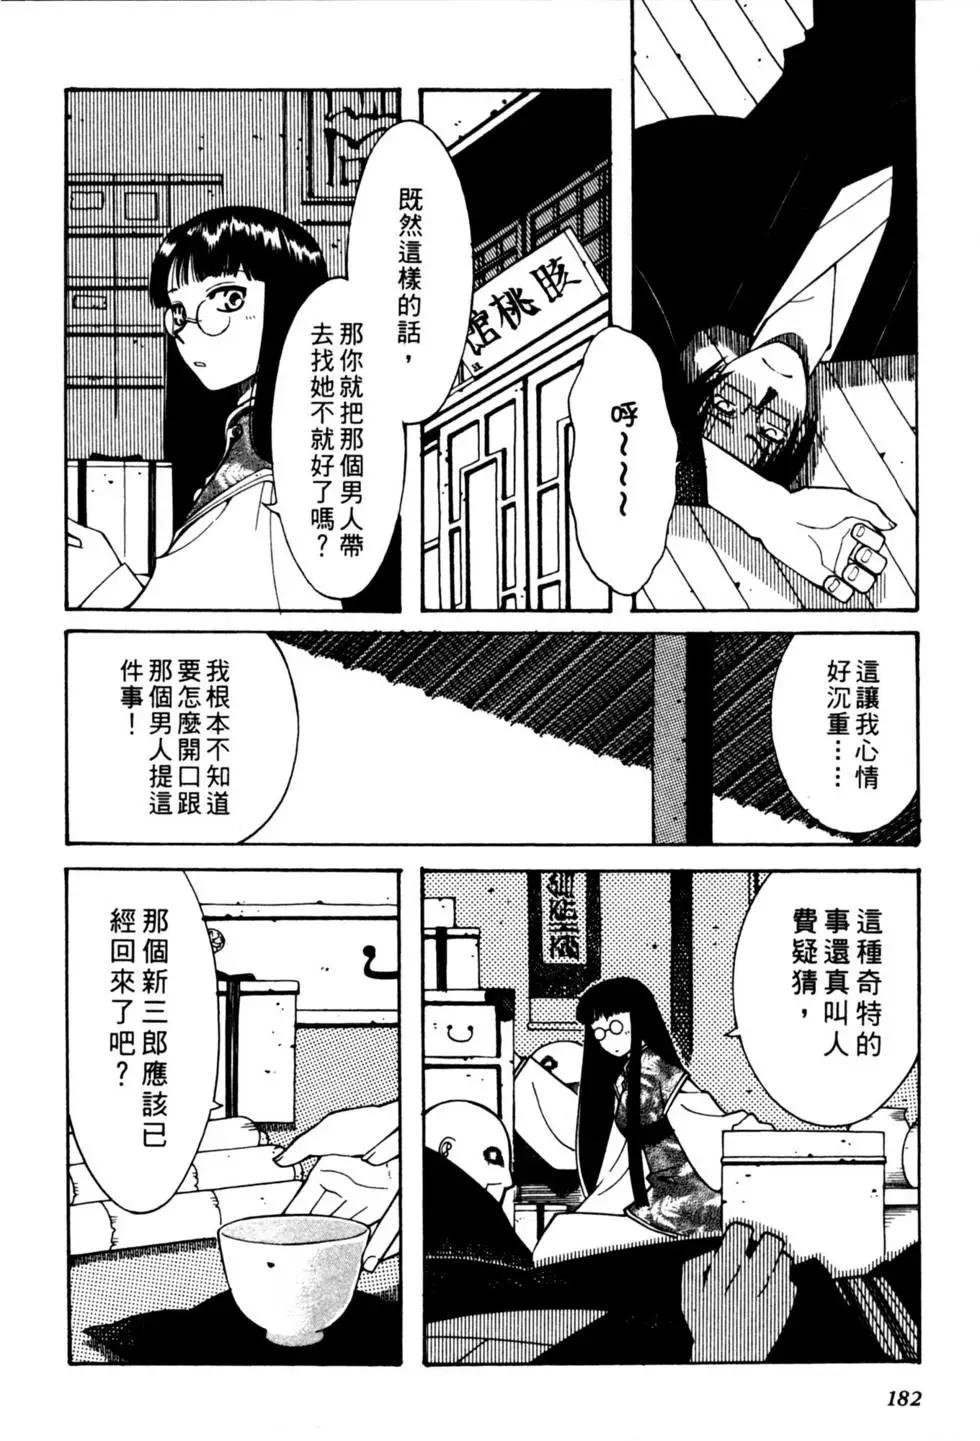 呼~~~~
眩桃館
既然這樣的話，
那你就把那個男人帶
去找她不就好了嗎？
這讓我心情
好沉重……
我根本不知道
要怎麼開口跟
那個男人提這
件事！
這種奇特的
事還真叫人
費疑猜，
那個新三郎應該已
經回來了吧？
182